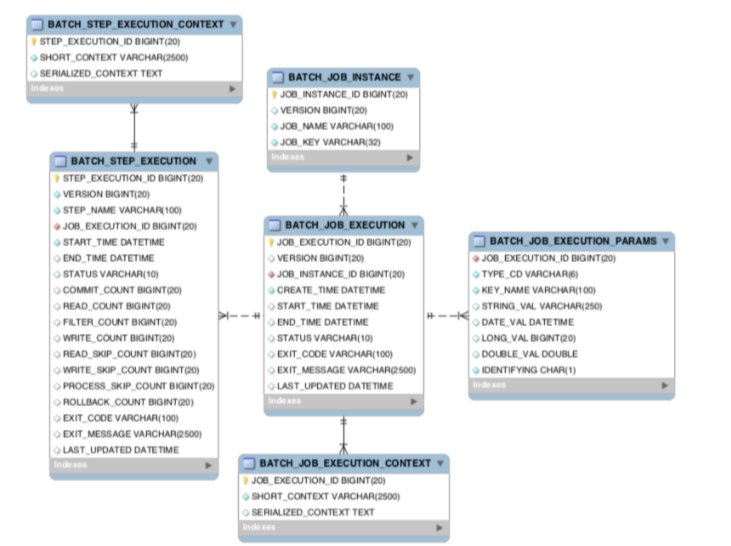 BATCH_STEP_EXECUTION_CONTEXT
STEP_EXECUTION_ID BIGINT(20)
SHORT_CONTEXT VARCHAR(2500)
SERIALIZED_CONTEXT TEXT
Indexes
BATCH_JOB_INSTANCE
JOB_INSTANCE_ID BIGINT(20)
VERSION BIGINT(20)
JOB_NAME VARCHAR(100)
JOB_KEY VARCHAR(32)
Indexes
BATCH_STEP_EXECUTION
STEP_EXECUTION_ID BIGINT(20)
VERSION BIGINT(20)
STEP_NAME VARCHAR(100)
JOB_EXECUTION_ID BIGINT(20)
START_TIME DATETIME
END_TIME DATETIME
STATUS VARCHAR(10)
COMMIT_COUNT BIGINT(20)
READ_COUNT BIGINT(20)
FILTER_COUNT BIGINT(20)
WRITE_COUNT BIGINT(20)
READ_SKIP_COUNT BIGINT(20)
WRITE_SKIP_COUNT BIGINT(20)
PROCESS_SKIP_COUNT BIGINT(20)
ROLLBACK_COUNT BIGINT(20)
EXIT_CODE VARCHAR(100)
EXIT_MESSAGE VARCHAR(2500)
LAST_UPDATED DATETIME
Indexes
BATCH_JOB_EXECUTION
JOB_EXECUTION_ID BIGINT(20)
VERSION BIGINT(20)
JOB_INSTANCE_ID BIGINT(20)
CREATE_TIME DATETIME
START_TIME DATETIME
END_TIME DATETIME
STATUS VARCHAR(10)
EXIT_CODE VARCHAR(100)
EXIT_MESSAGE VARCHAR(2500)
LAST_UPDATED DATETIME
Indexes
BATCH_JOB_EXECUTION_PARAMS
JOB_EXECUTION_ID BIGINT(20)
TYPE_CD VARCHAR(6)
KEY_NAME VARCHAR(100)
STRING_VAL VARCHAR(250)
DATE_VAL DATETIME
LONG_VAL BIGINT(20)
DOUBLE_VAL DOUBLE
IDENTIFYING CHAR(1)
Indexes
BATCH_JOB_EXECUTION_CONTEXT
JOB_EXECUTION_ID BIGINT(20)
SHORT_CONTEXT VARCHAR(2500)
SERIALIZED_CONTEXT TEXT
Indexes